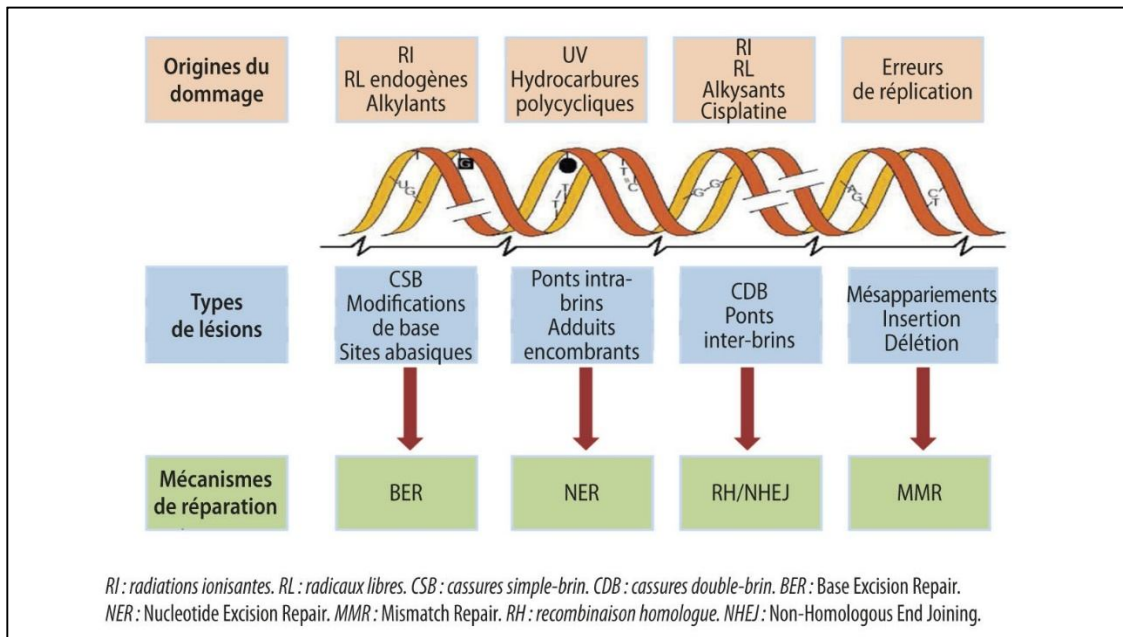 Origines du
dommage
RI
RL endogènes
Alkylants
UV
Hydrocarbures
polycycliques
RI
RL
Alkysants
Cisplatine
Erreurs
de réplication
U G
G
T T
T = C
G G
A G
C
T
Types
de lésions
CSB
Modifications
de base
Sites abasiques
Ponts intra-
brins
Adduits
encombrants
CDB
Ponts
inter-brins
Mésappariements
Insertion
Délétion
Mécanismes
de réparation
BER
NER
RH/NHEJ
MMR
RI : radiations ionisantes. RL : radicaux libres. CSB : cassures simple-brin. CDB : cassures double-brin. BER : Base Excision Repair.
NER : Nucleotide Excision Repair. MMR : Mismatch Repair. RH : recombinaison homologue. NHEJ : Non-Homologous End Joining.